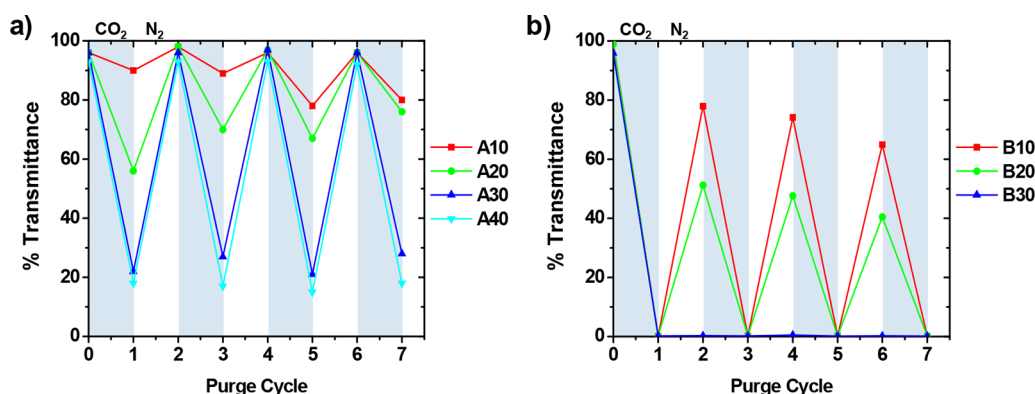 a)
CO₂ N₂
% Transmittance
100
80
60
40
20
0
0 1 2 3 4 5 6 7
Purge Cycle
A10
A20
A30
A40
b)
CO₂ N₂
% Transmittance
100
80
60
40
20
0
0 1 2 3 4 5 6 7
Purge Cycle
B10
B20
B30